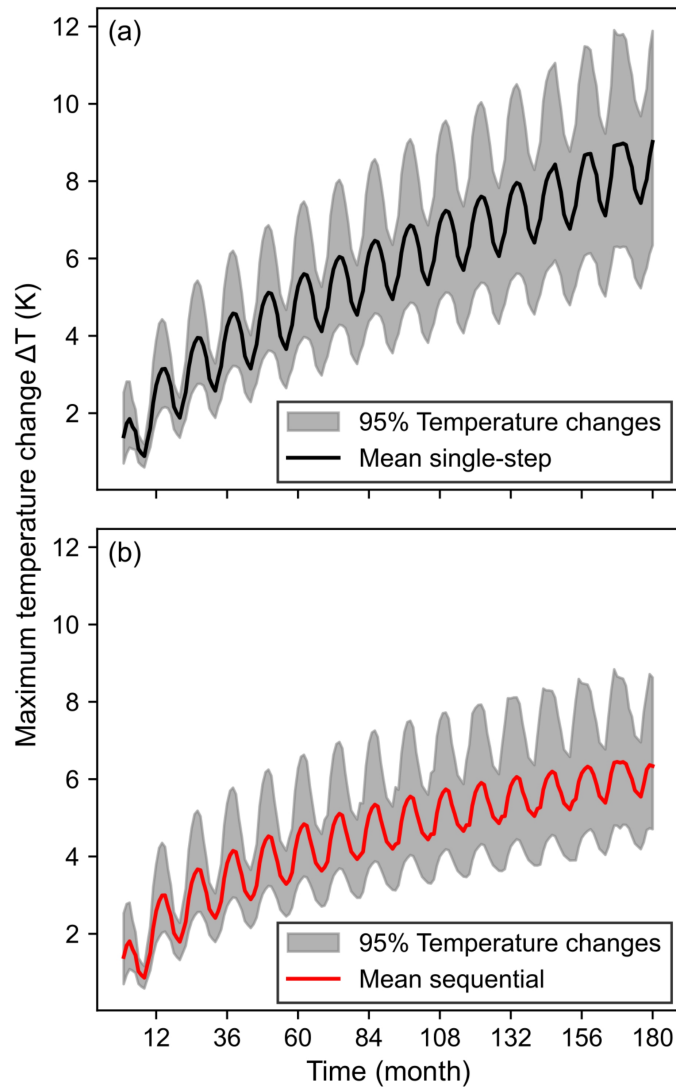 Maximum temperature change ΔT (K)
12
(a)
10
8
6
4
2
95% Temperature changes
Mean single-step
12
(b)
10
8
6
4
2
95% Temperature changes
Mean sequential
12 36 60 84 108 132 156 180
Time (month)